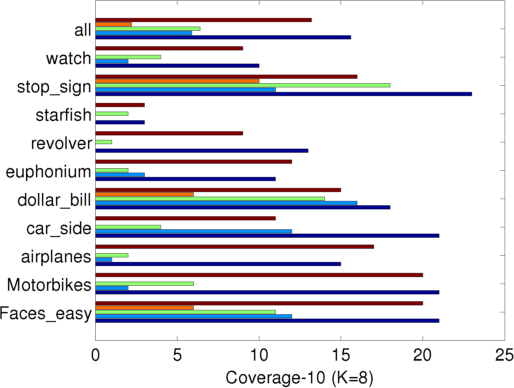 all
watch
stop_sign
starfish
revolver
euphonium
dollar_bill
car_side
airplanes
Motorbikes
Faces_easy
0 5 10 15 20 25
Coverage-10 (K=8)